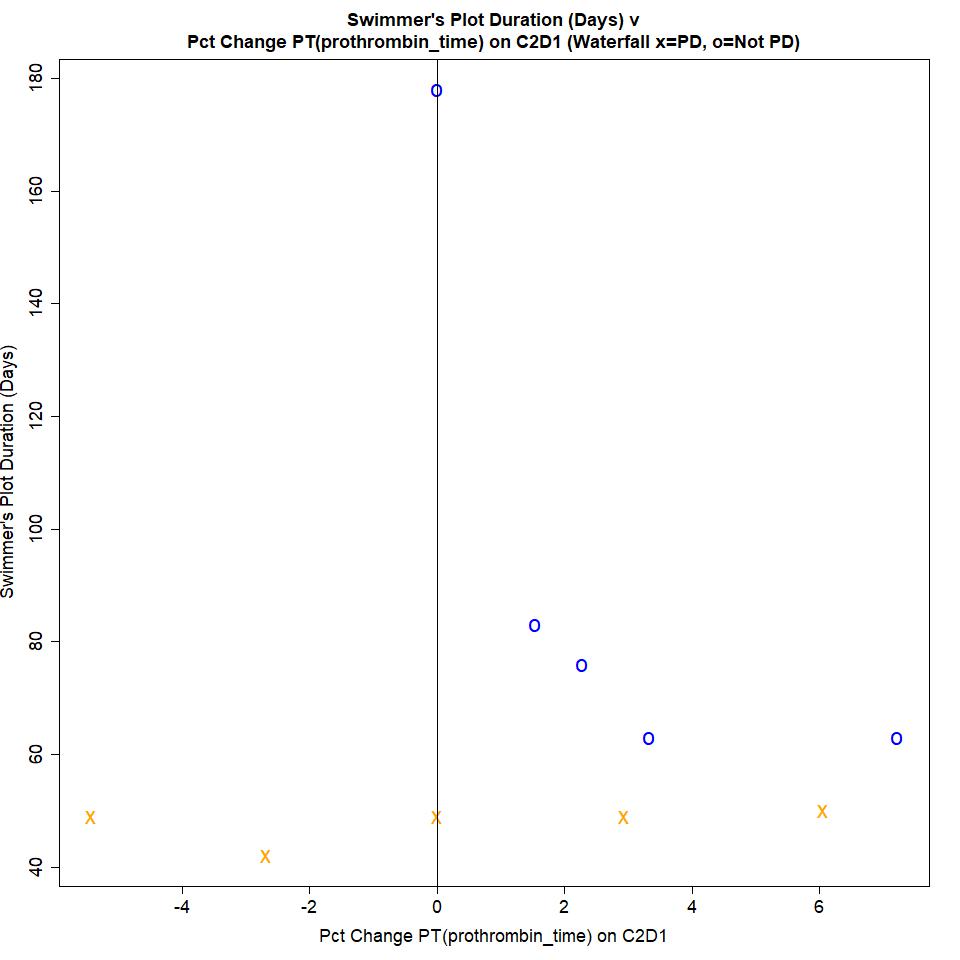 Swimmer's Plot Duration (Days) v
Pct Change PT(prothrombin_time) on C2D1 (Waterfall x=PD, o=Not PD)
Swimmer's Plot Duration (Days)
180
160
140
120
100
80
60
40
O
O
O
O
O
X
X
X
X
X
-4
-2
0
2
4
6
Pct Change PT(prothrombin_time) on C2D1